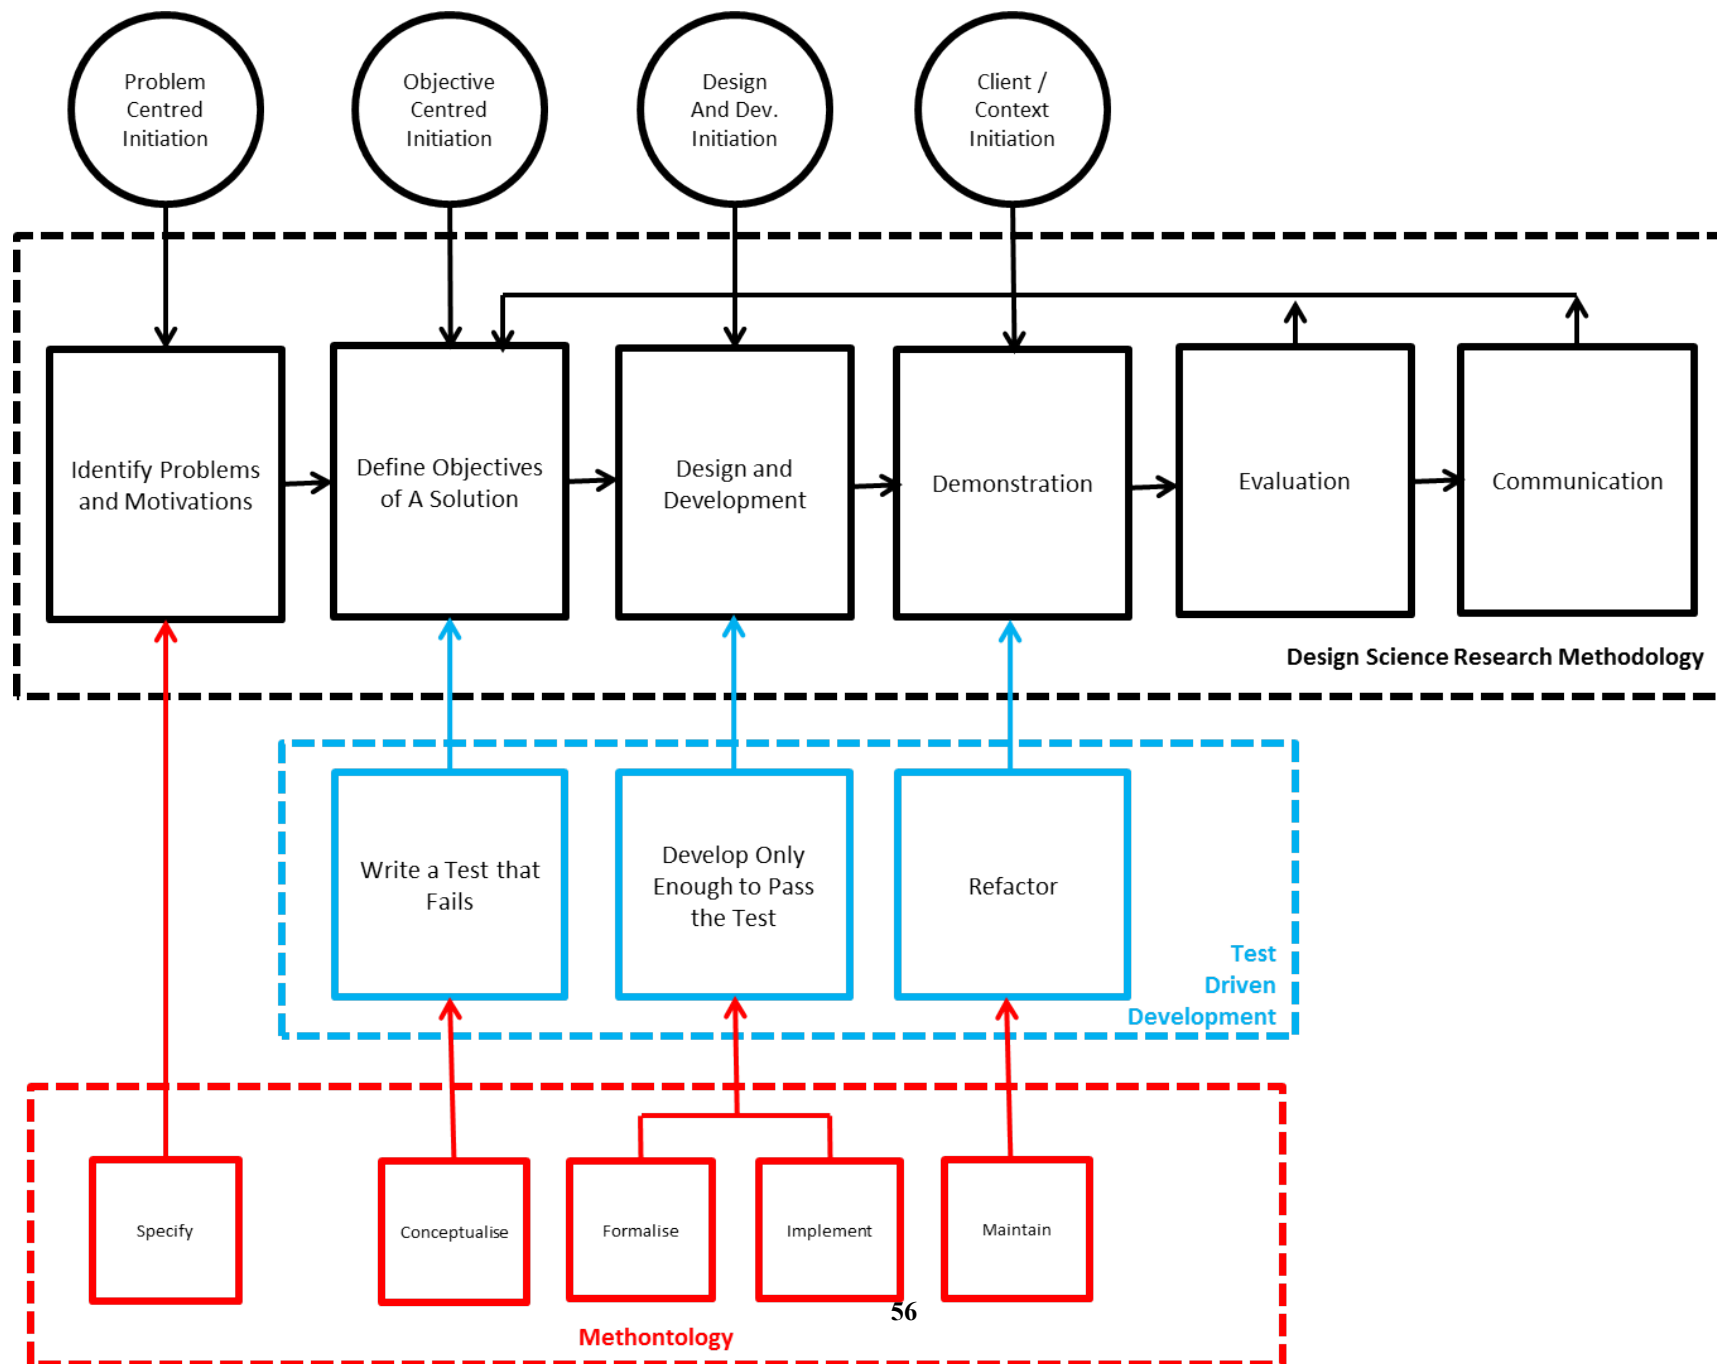 Problem
Centred
Initiation
Objective
Centred
Initiation
Design
And Dev.
Initiation
Client /
Context
Initiation
Identify Problems
and Motivations
Define Objectives
of A Solution
Design and
Development
Demonstration
Evaluation
Communication
Design Science Research Methodology
Write a Test that
Fails
Develop Only
Enough to Pass
the Test
Refactor
Test
Driven
Development
Specify
Conceptualise
Formalise
Implement
Maintain
56
Methontology